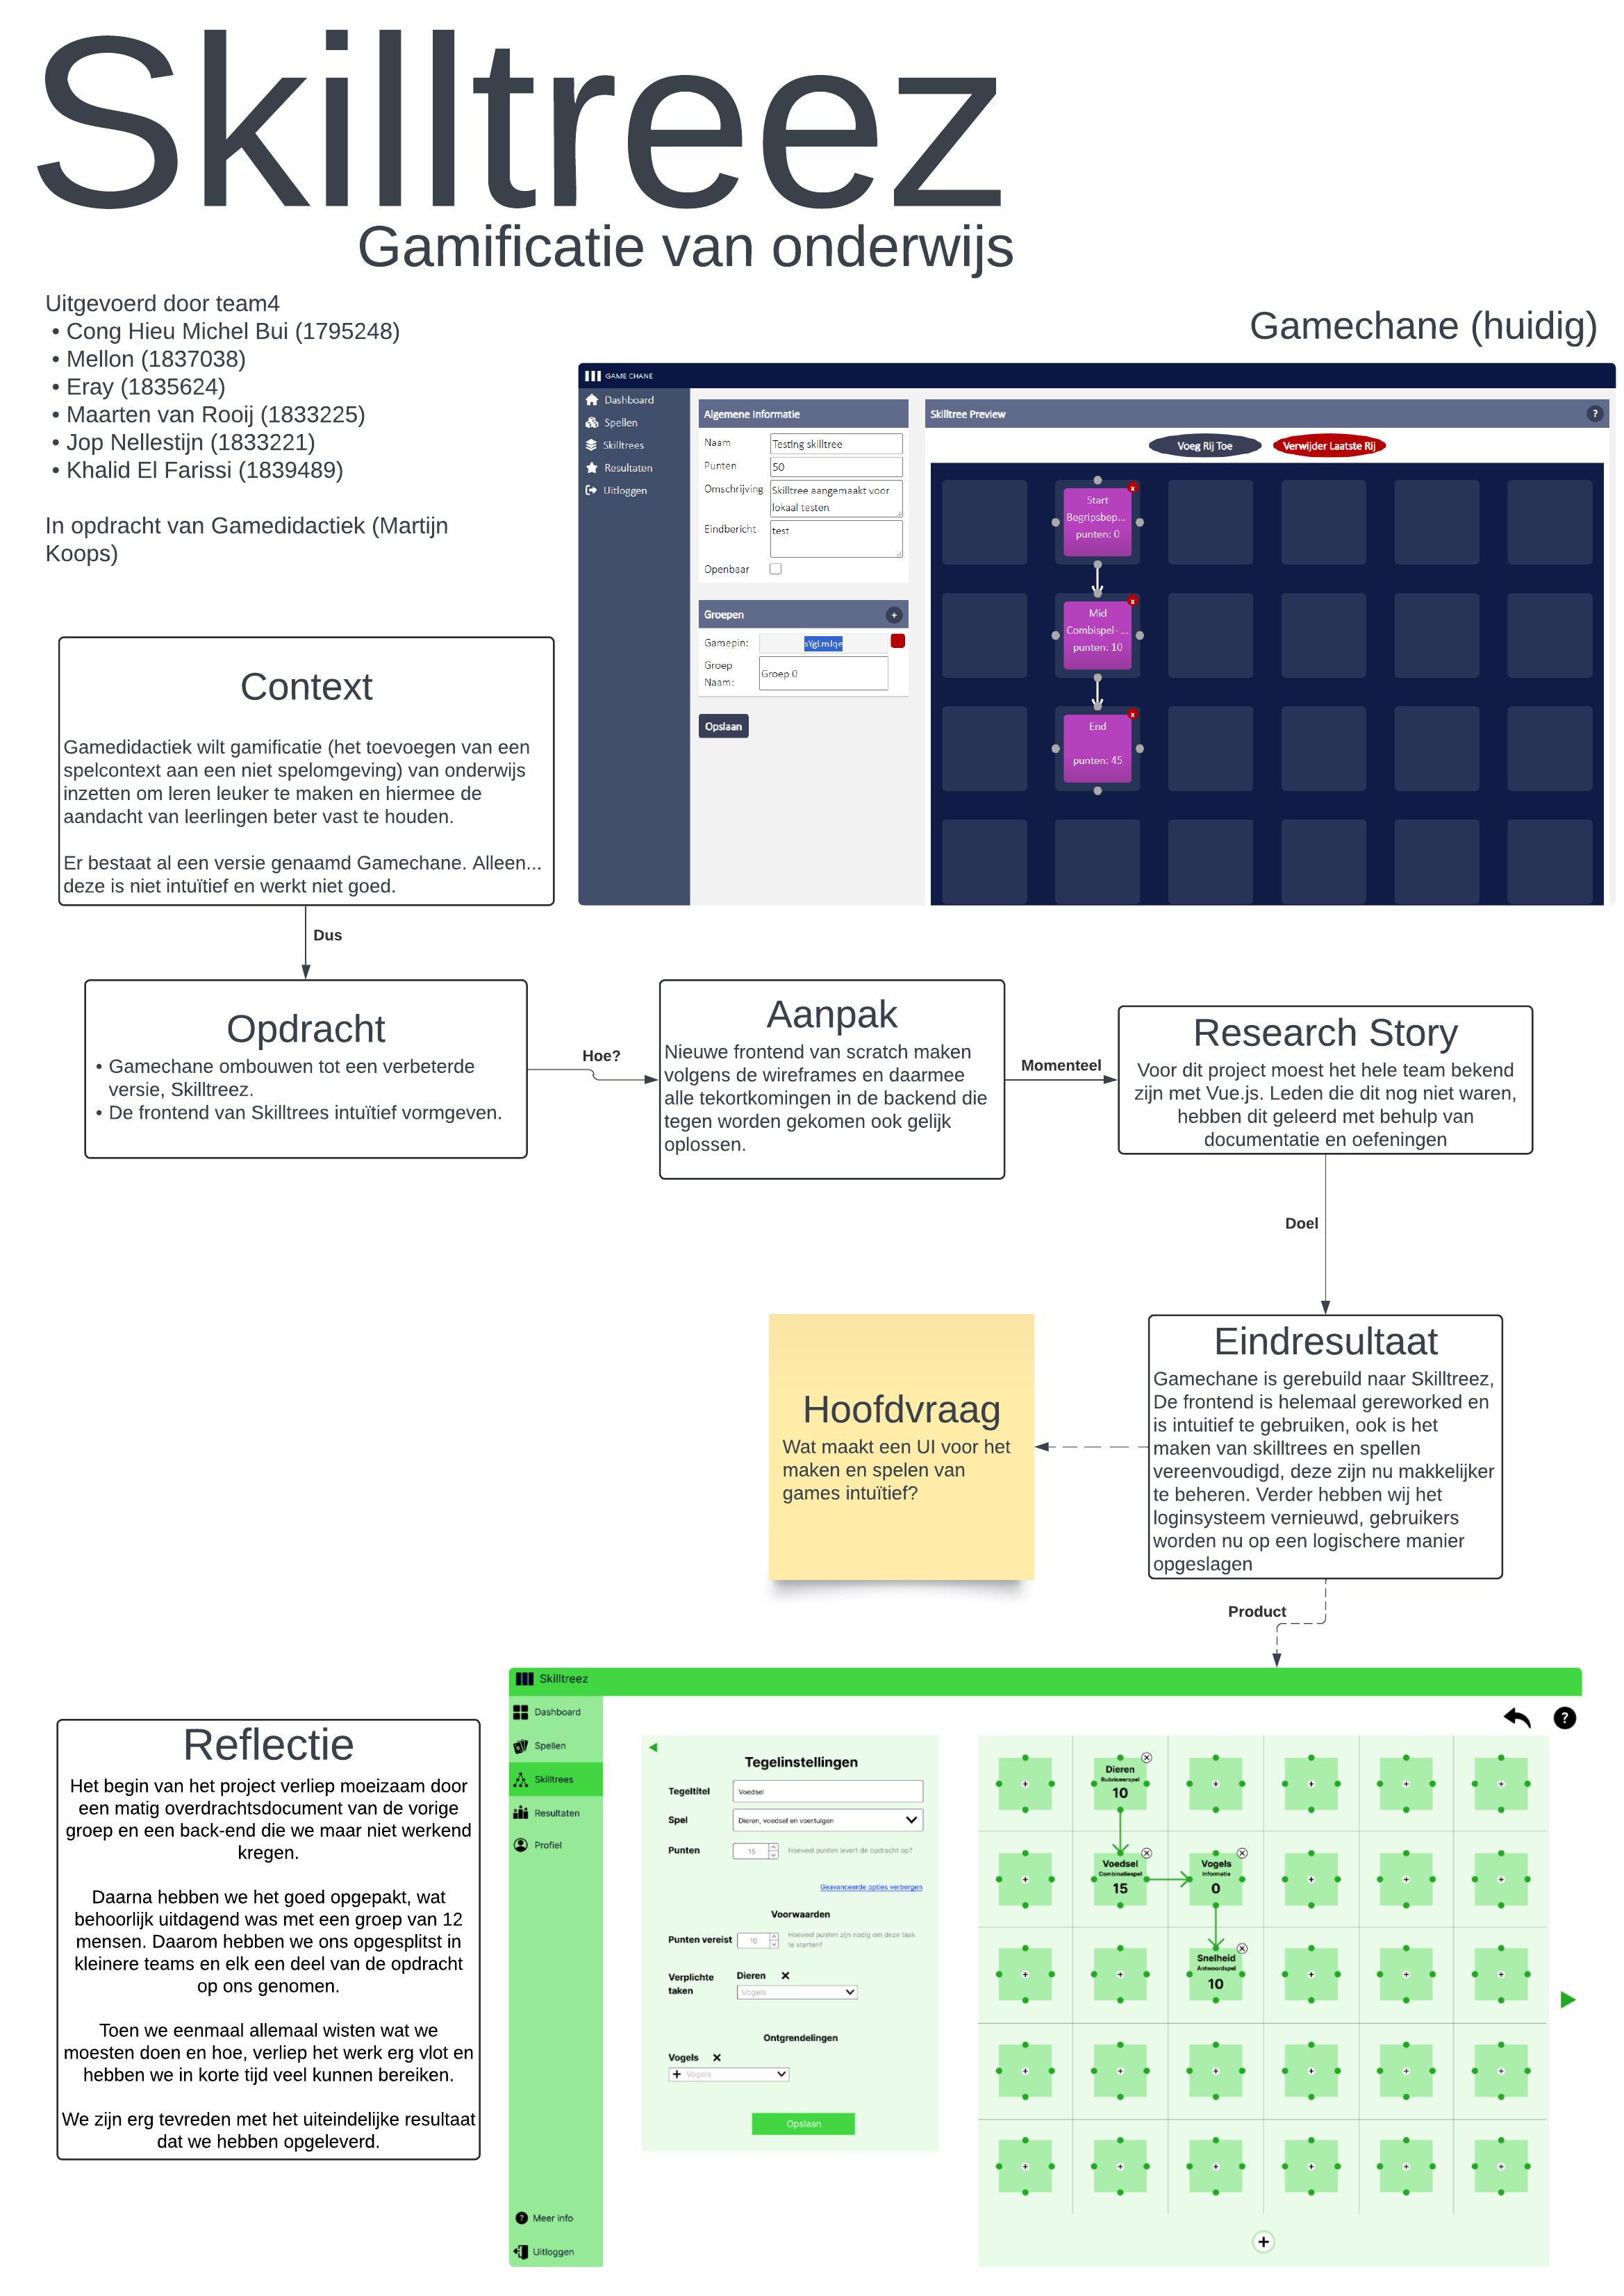 Skilltreez
Gamificatie van onderwijs
Uitgevoerd door team4
• Cong Hieu Michel Bui (1795248)
• Mellon (1837038)
• Eray (1835624)
• Maarten van Rooij (1833225)
• Jop Nellestijn (1833221)
• Khalid El Farissi (1839489)
In opdracht van Gamedidactiek (Martijn
Koops)
Gamechane (huidig)
GAME CHANE
Dashboard
Spellen
Skilltrees
Resultaten
Uitloggen
Algemene Informatie
Naam
Testing skilltree
Punten
50
Omschrijving
Skilltree aangemaakt voor
lokaal testen
Eindbericht
test
Openbaar
Groepen
+
Gamepin:
Groep
Naam:
Groep 0
Opslaan
Skilltree Preview
?
Voeg Rij Toe
Verwijder Laatste Rij
x
Start
Begripsbep...
punten: 0
x
Mid
Combispel- ...
punten: 10
x
End
punten: 45
Context
Gamedidactiek wilt gamificatie (het toevoegen van een
spelcontext aan een niet spelomgeving) van onderwijs
inzetten om leren leuker te maken en hiermee de
aandacht van leerlingen beter vast te houden.
Er bestaat al een versie genaamd Gamechane. Alleen...
deze is niet intuïtief en werkt niet goed.
Dus
Opdracht
• Gamechane ombouwen tot een verbeterde
versie, Skilltreez.
• De frontend van Skilltrees intuïtief vormgeven.
Hoe?
Aanpak
Nieuwe frontend van scratch maken
volgens de wireframes en daarmee
alle tekortkomingen in de backend die
tegen worden gekomen ook gelijk
oplossen.
Momenteel
Research Story
Voor dit project moest het hele team bekend
zijn met Vue.js. Leden die dit nog niet waren,
hebben dit geleerd met behulp van
documentatie en oefeningen
Doel
Eindresultaat
Gamechane is gerebuild naar Skilltreez,
De frontend is helemaal gereworked en
is intuitief te gebruiken, ook is het
maken van skilltrees en spellen
vereenvoudigd, deze zijn nu makkelijker
te beheren. Verder hebben wij het
loginsysteem vernieuwd, gebruikers
worden nu op een logischere manier
opgeslagen
Hoofdvraag
Wat maakt een UI voor het
maken en spelen van
games intuïtief?
Product
Reflectie
Het begin van het project verliep moeizaam door
een matig overdrachtsdocument van de vorige
groep en een back-end die we maar niet werkend
kregen.
Daarna hebben we het goed opgepakt, wat
behoorlijk uitdagend was met een groep van 12
mensen. Daarom hebben we ons opgesplitst in
kleinere teams en elk een deel van de opdracht
op ons genomen.
Toen we eenmaal allemaal wisten wat we
moesten doen en hoe, verliep het werk erg vlot en
hebben we in korte tijd veel kunnen bereiken.
We zijn erg tevreden met het uiteindelijke resultaat
dat we hebben opgeleverd.
Skilltreez
Dashboard
Spellen
Skilltrees
Resultaten
Profiel
Meer info
Uitloggen
Tegelinstellingen
Tegeltitel
Voedsel
Spel
Dieren, voedsel en voertuigen
Punten
15
Hoeveel punten levert de opdracht op?
Geavanceerde opties verbergen
Voorwaarden
Punten vereist
10
Hoeveel punten zijn nodig om deze taak
te starten?
Verplichte
taken
Dieren
Vogels
Ontgrendelingen
Vogels
Vogels
Opslaan
?
Dieren
Rubriceerspel
10
Voedsel
Combinatiespel
15
Vogels
Informatie
0
Snelheid
Antwoordspel
10